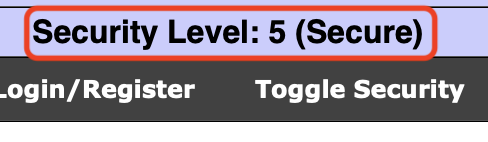 Security Level: 5 (Secure)
Login/Register Toggle Security